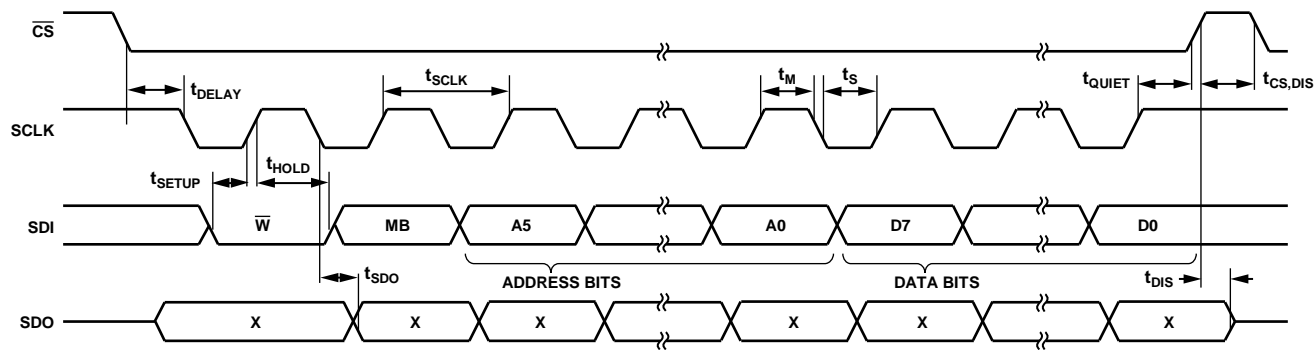 CS
tDELAY
tSCLK
tM
tS
tQUIET
tCS,DIS
SCLK
tSETUP
tHOLD
SDI
W
MB
A5
A0
D7
D0
tSDO
ADDRESS BITS
DATA BITS
tDIS
SDO
X
X
X
X
X
X